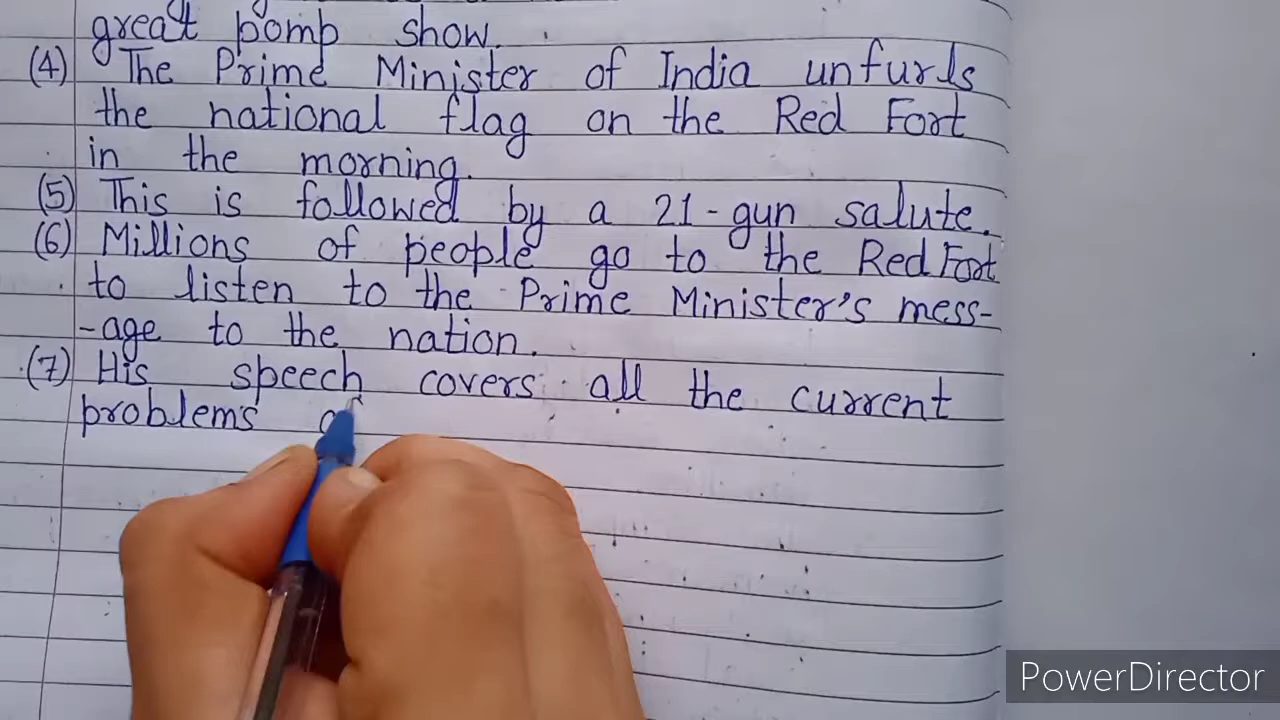 great pomp show.
(4) The Prime Minister of India unfurls
the national flag on the Red Fort
in the morning.
(5) This is followed by a 21-gun salute.
(6) Millions of people go to the Red Fort
to listen to the Prime Minister's mess-
-age to the nation.
(7) His speech covers all the current
problems of
PowerDirector